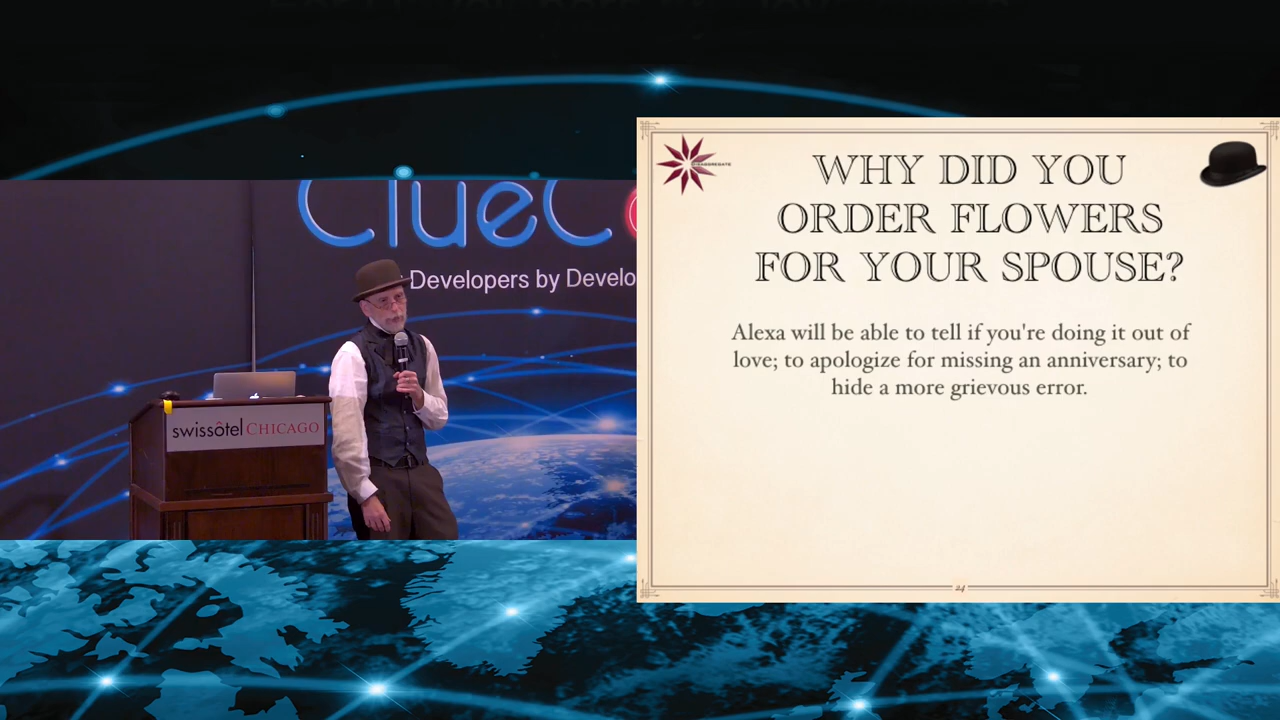 ClueC
Developers by Develo
swissôtel CHICAGO
DISAGGREGATE
WHY DID YOU
ORDER FLOWERS
FOR YOUR SPOUSE?
Alexa will be able to tell if you're doing it out of
love; to apologize for missing an anniversary; to
hide a more grievous error.
24